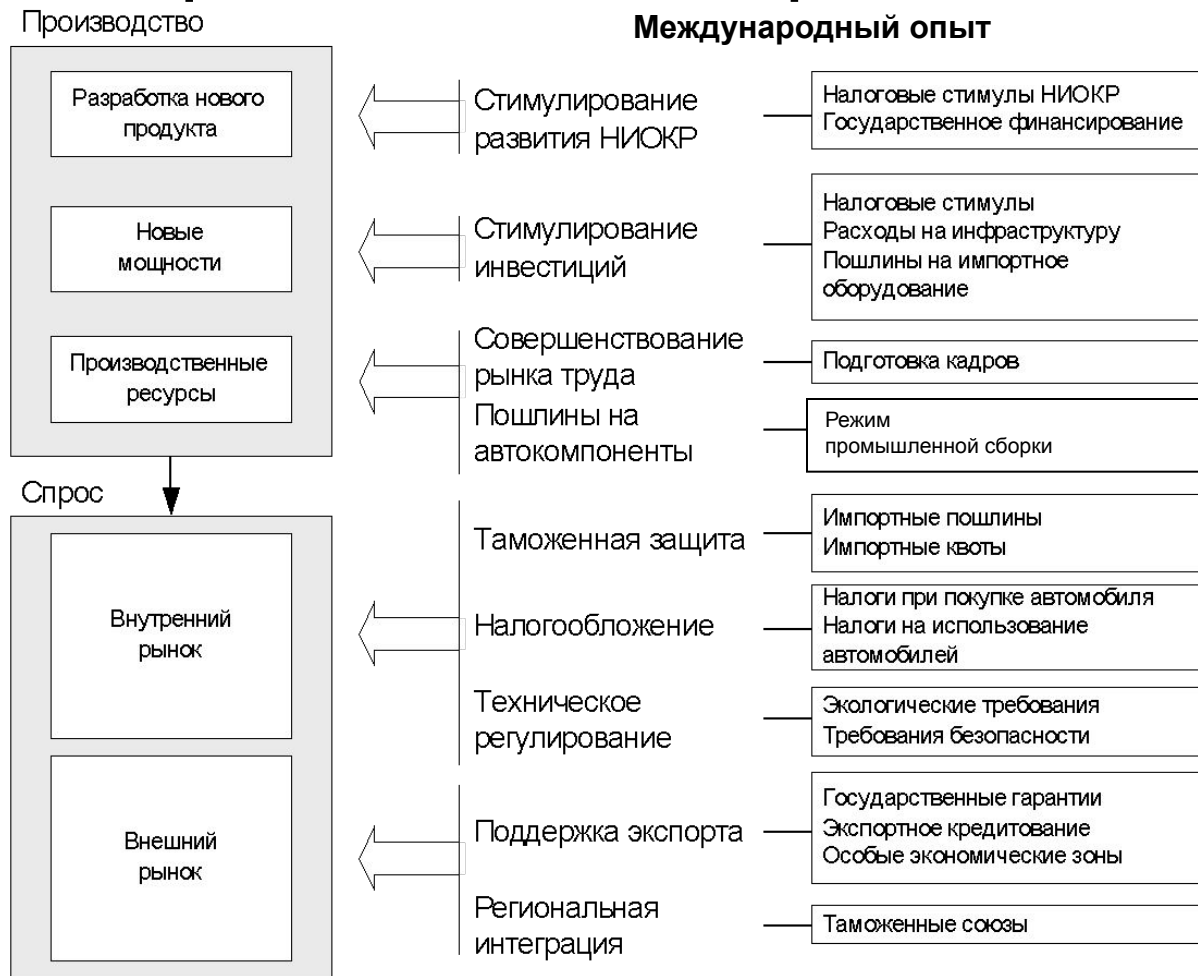 Производство
Международный опыт
Разработка нового
продукта
Стимулирование
развития НИОКР
Налоговые стимулы НИОКР
Государственное финансирование
Новые
мощности
Стимулирование
инвестиций
Налоговые стимулы
Расходы на инфраструктуру
Пошлины на импортное
оборудование
Производственные
ресурсы
Совершенствование
рынка труда
Подготовка кадров
Пошлины на
автокомпоненты
Режим
промышленной сборки
Спрос
Внутренний
рынок
Таможенная защита
Импортные пошлины
Импортные квоты
Налогообложение
Налоги при покупке автомобиля
Налоги на использование
автомобилей
Техническое
регулирование
Экологические требования
Требования безопасности
Внешний
рынок
Поддержка экспорта
Государственные гарантии
Экспортное кредитование
Особые экономические зоны
Региональная
интеграция
Таможенные союзы